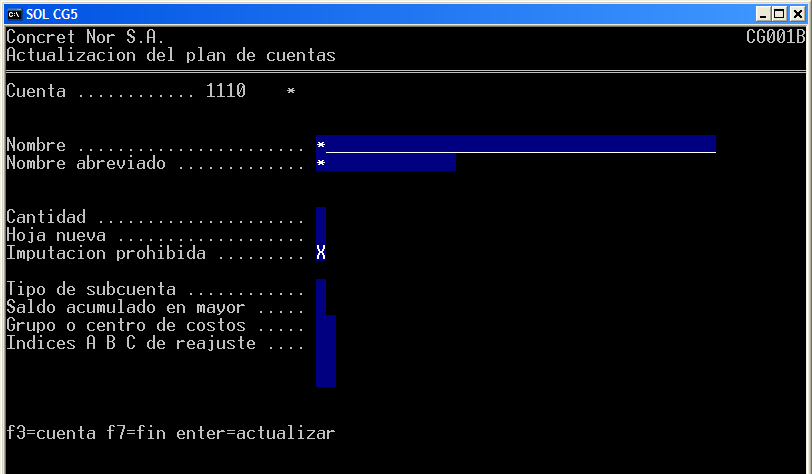 SOL CG5
Concret Nor S.A. CG001B
Actualizacion del plan de cuentas
Cuenta ............ 1110 *
Nombre ....................... *
Nombre abreviado ............. *
Cantidad .....................
Hoja nueva ...................
Imputacion prohibida ......... X
Tipo de subcuenta ............
Saldo acumulado en mayor .....
Grupo o centro de costos .....
Indices A B C de reajuste ....
f3=cuenta f7=fin enter=actualizar